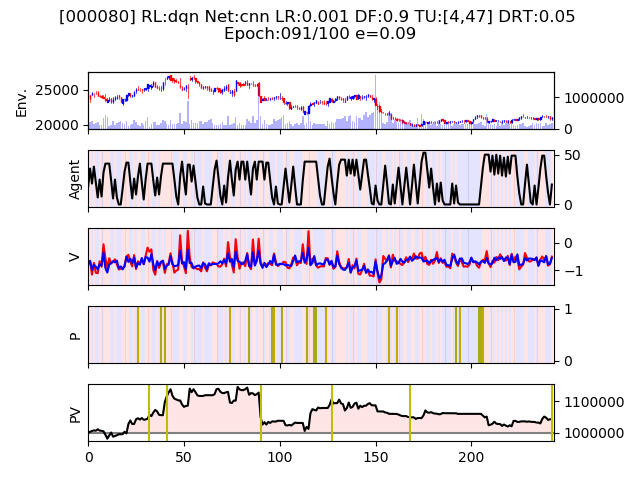 [000080] RL:dqn Net:cnn LR:0.001 DF:0.9 TU:[4,47] DRT:0.05
Epoch:091/100 e=0.09
Env.
25000
20000
1000000
0
Agent
50
0
V
0
−1
P
1
0
PV
1100000
1000000
0 50 100 150 200